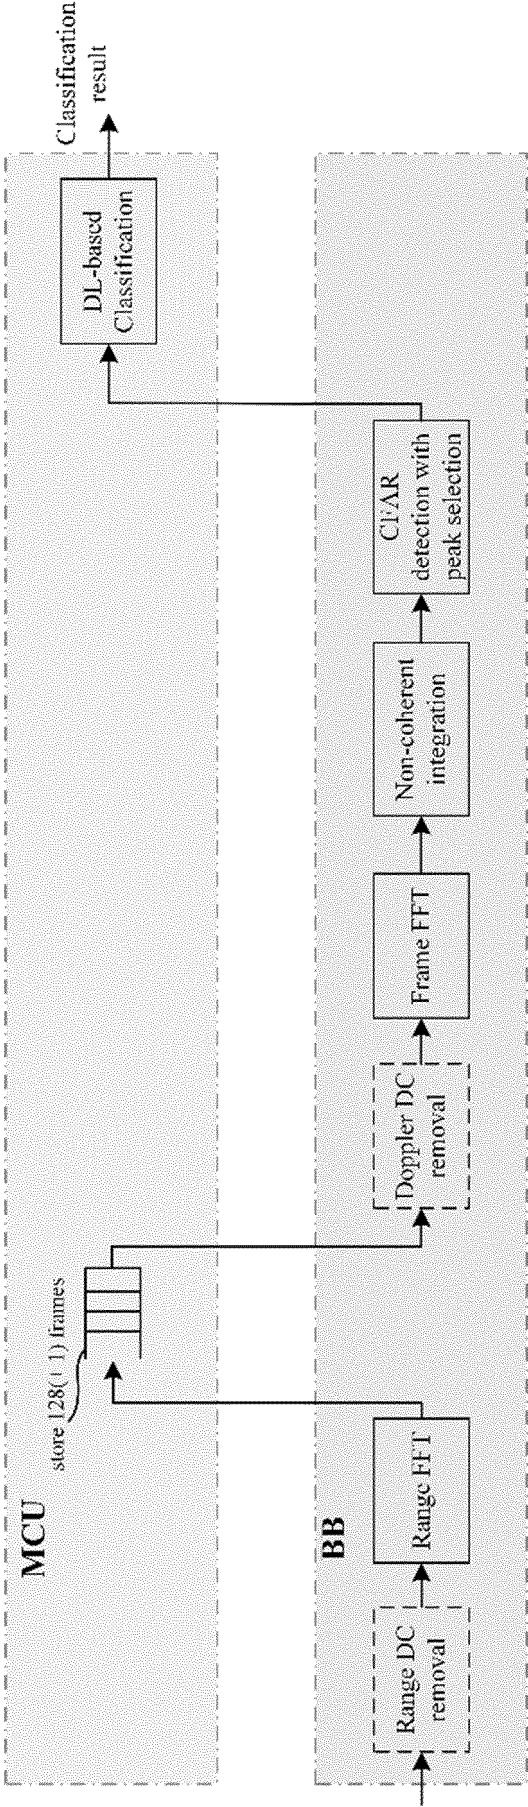 MCU
store 128(+1) frames
DL-based
Classification
Classification
result
BB
Range DC
removal
Range FFT
Doppler DC
removal
Frame FFT
Non-coherent
integration
CFAR
detection with
peak selection